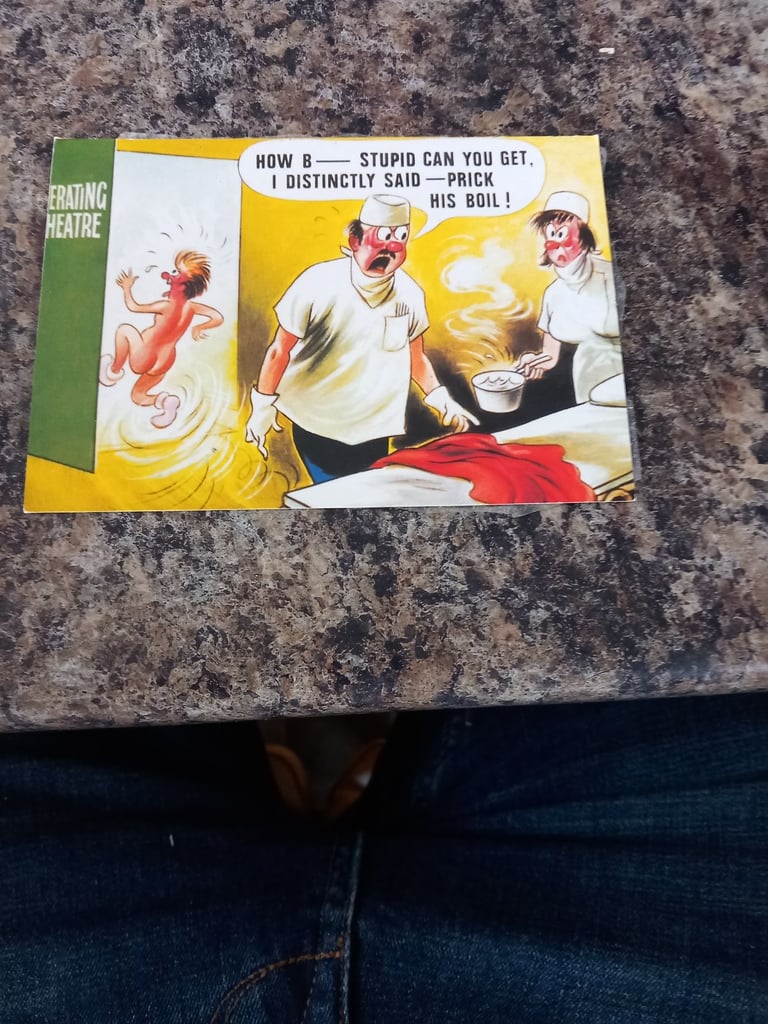 ERATING
HEATRE
HOW B—— STUPID CAN YOU GET,
I DISTINCTLY SAID —PRICK
HIS BOIL!